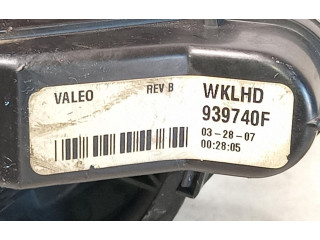 VALEO REV B WKLHD
939740F
03-28-07
00:28:05